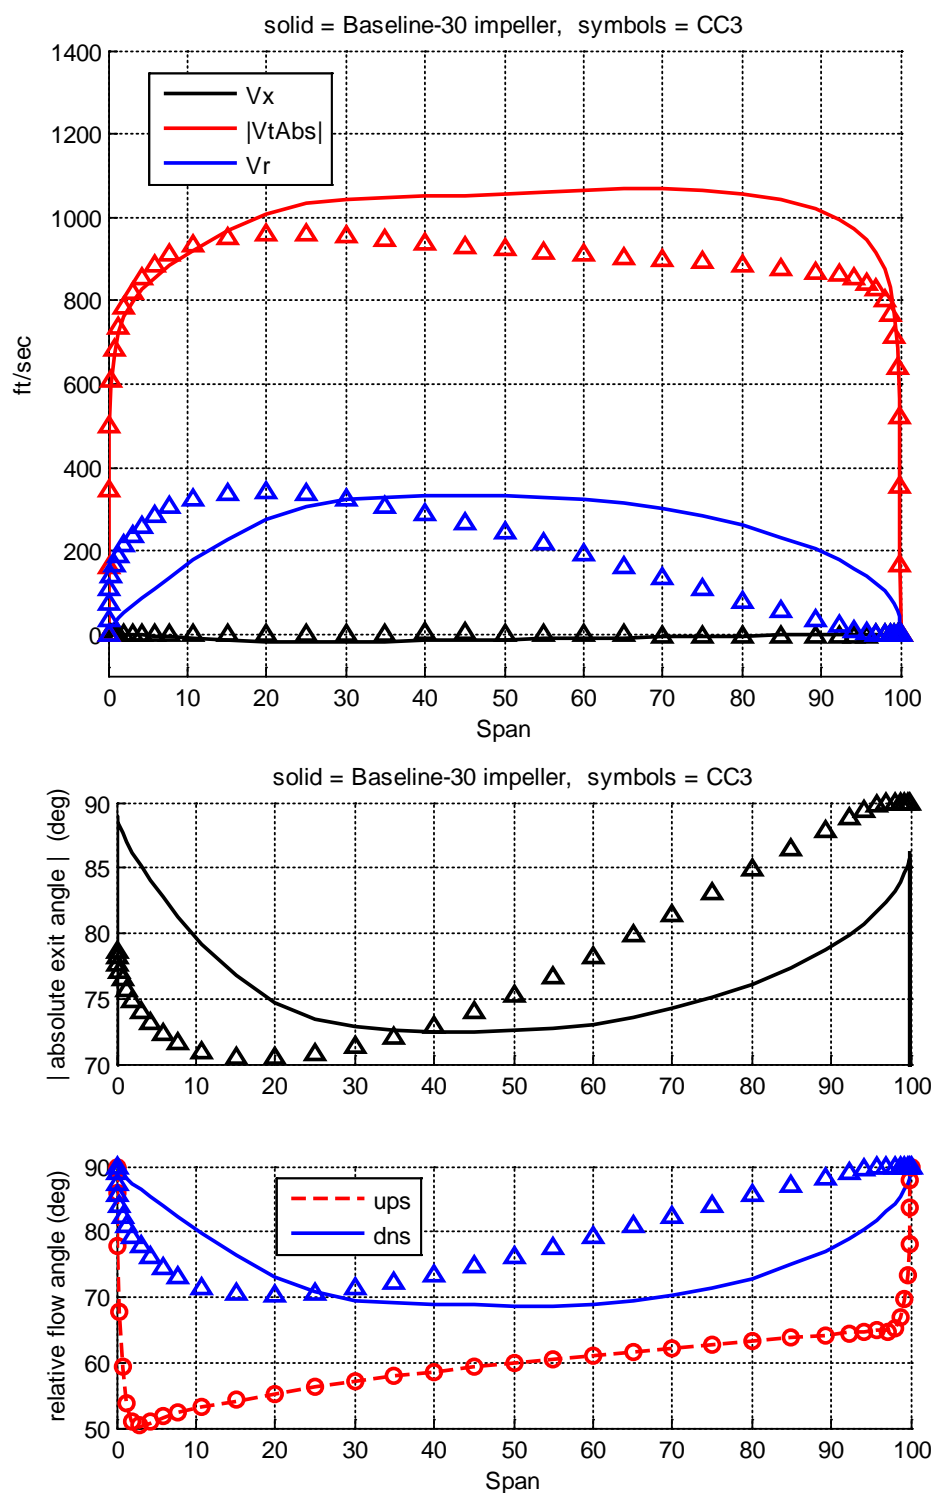 solid = Baseline-30 impeller, symbols = CC3
1400
1200
1000
800
600
400
200
0
ft/sec
Vx
|VtAbs|
Vr
0 10 20 30 40 50 60 70 80 90 100
Span
solid = Baseline-30 impeller, symbols = CC3
90
85
80
75
70
| absolute exit angle | (deg)
0 10 20 30 40 50 60 70 80 90 100
90
80
70
60
50
relative flow angle (deg)
ups
dns
0 10 20 30 40 50 60 70 80 90 100
Span